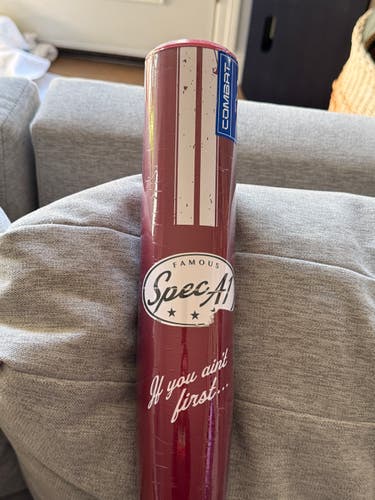 COMBAT
FAMOUS
Spec A1
If you ain't
first...